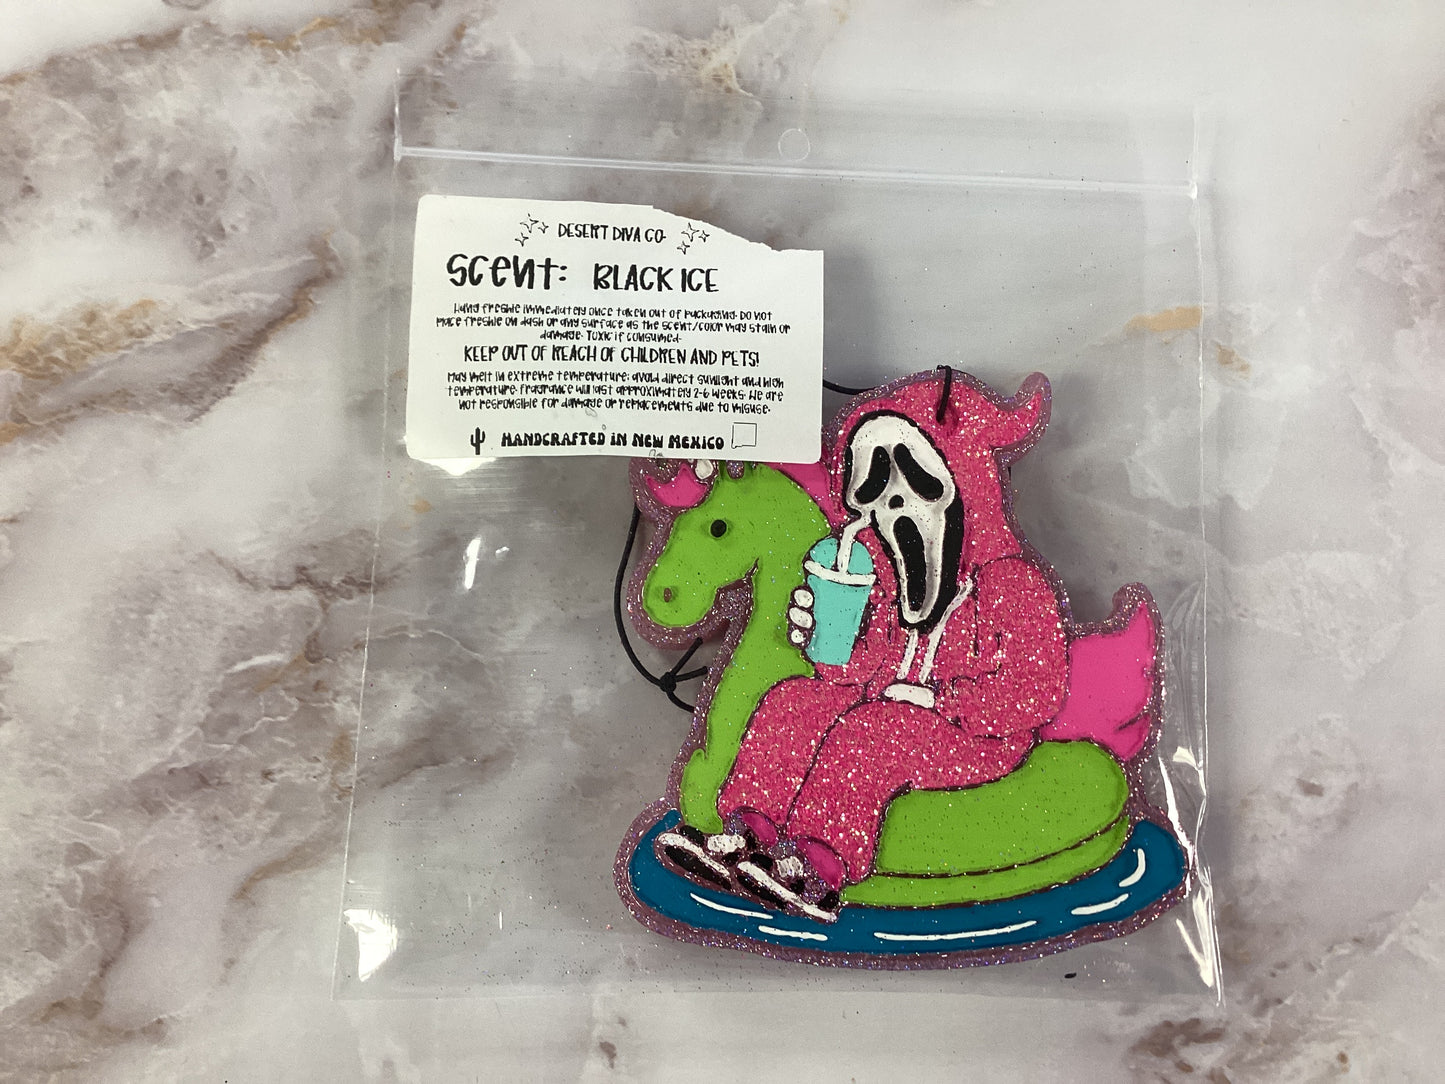 DESERT DIVA CO.
scent: BLACK ICE
Hang freshie immediately once taken out of packaging. Do not
place freshie on dash or any surface as the scent/color may stain or
damage. Toxic if consumed.
KEEP OUT OF REACH OF CHILDREN AND PETS!
May melt in extreme temperature; avoid direct sunlight and high
temperature. Fragrance will last approximately 2-6 weeks. We are
not responsible for damage or replacements due to misuse.
HANDCRAFTED iN NEW MEXICO